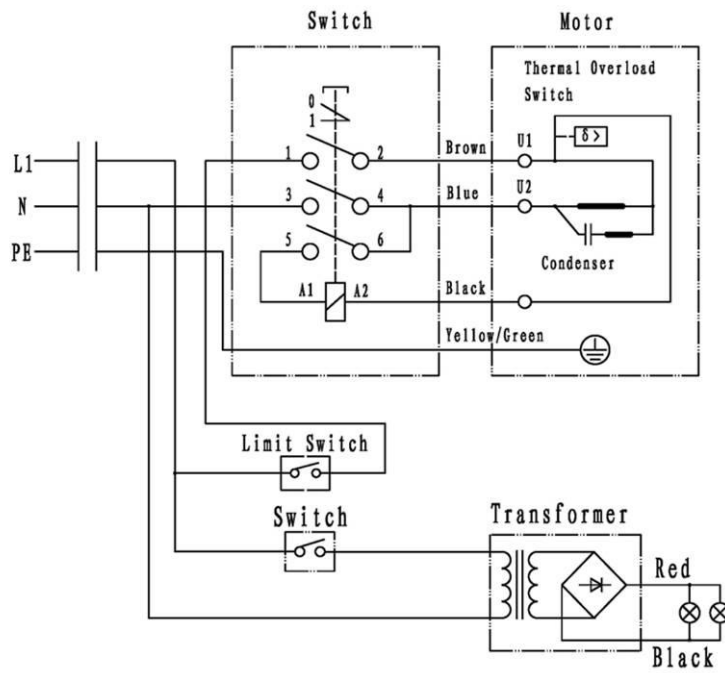 Switch
Motor
Thermal Overload
Switch
0
1
L1
1
2
Brown
U1
δ>
N
3
4
Blue
U2
PE
5
6
Condenser
A1
A2
Black
Yellow/Green
Limit Switch
Switch
Transformer
Red
Black